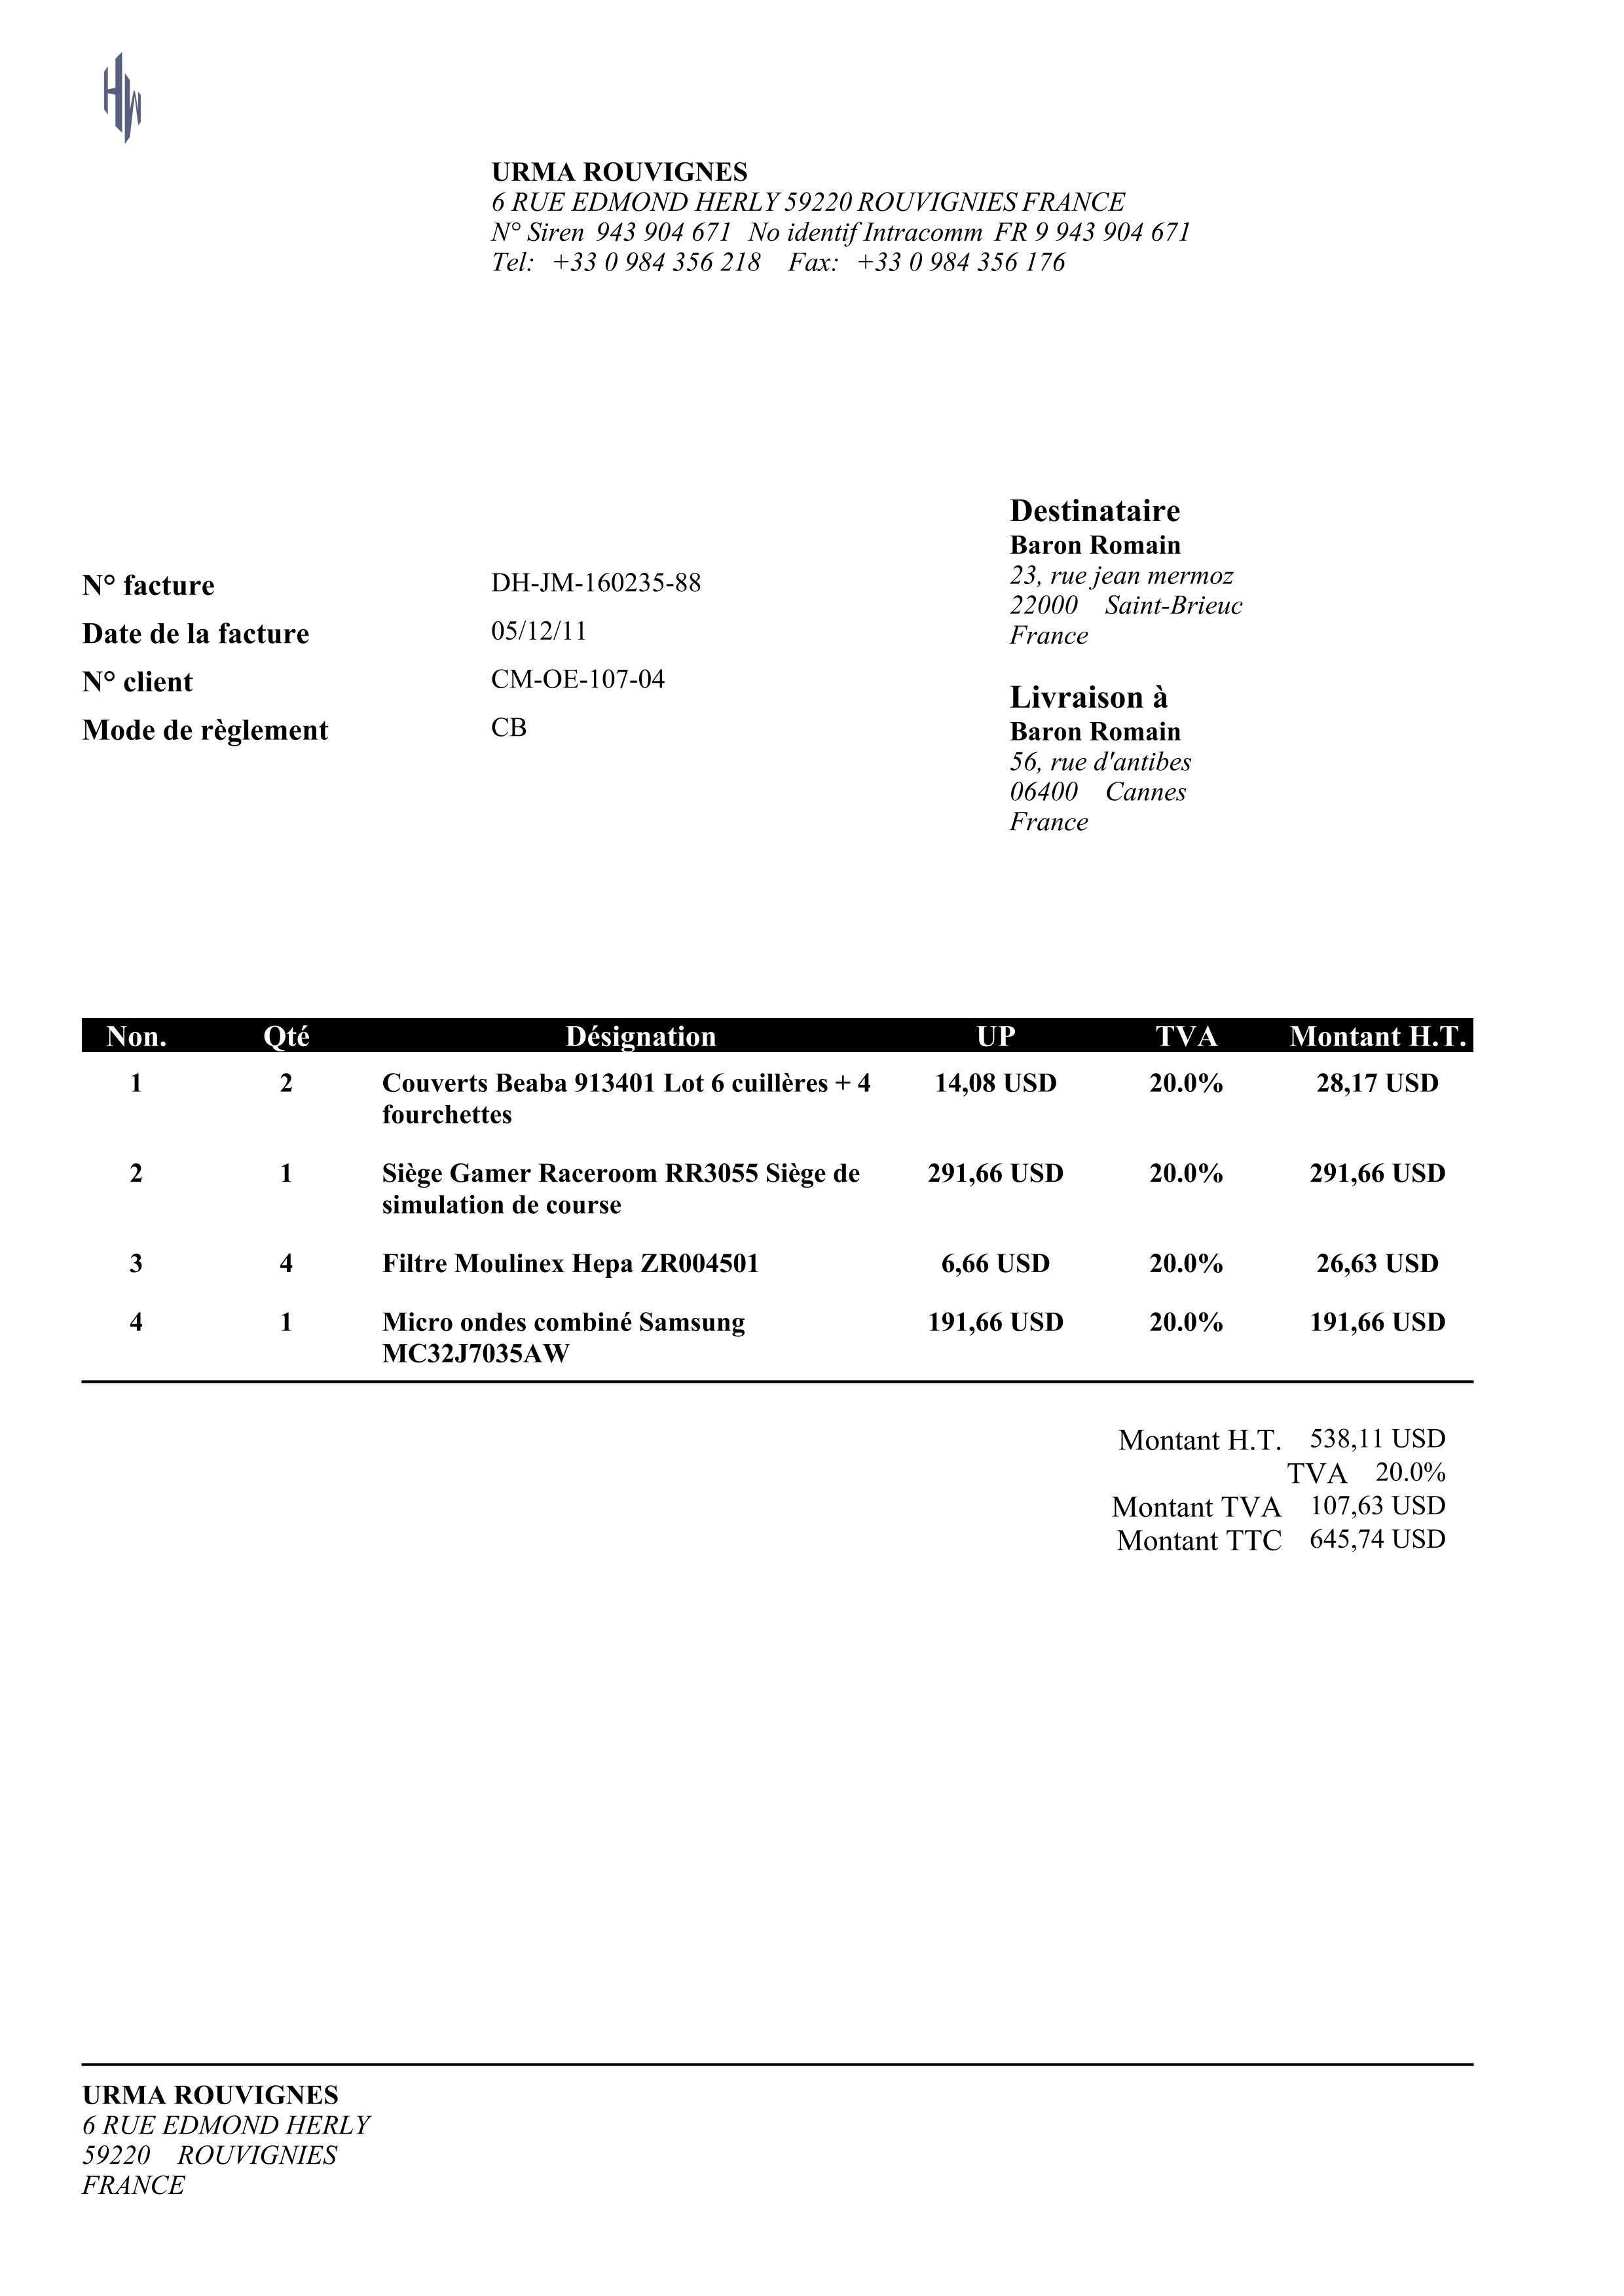 HW
URMA ROUVIGNES
6 RUE EDMOND HERLY 59220 ROUVIGNIES FRANCE
N° Siren 943 904 671 No identif Intracomm FR 9 943 904 671
Tel: +33 0 984 356 218 Fax: +33 0 984 356 176
N° facture DH-JM-160235-88
Date de la facture 05/12/11
N° client CM-OE-107-04
Mode de règlement CB
Destinataire
Baron Romain
23, rue jean mermoz
22000 Saint-Brieuc
France
Livraison à
Baron Romain
56, rue d'antibes
06400 Cannes
France
Non. Qté Désignation UP TVA Montant H.T.
1 2 Couverts Beaba 913401 Lot 6 cuillères + 4 14,08 USD 20.0% 28,17 USD
fourchettes
2 1 Siège Gamer Raceroom RR3055 Siège de 291,66 USD 20.0% 291,66 USD
simulation de course
3 4 Filtre Moulinex Hepa ZR004501 6,66 USD 20.0% 26,63 USD
4 1 Micro ondes combiné Samsung 191,66 USD 20.0% 191,66 USD
MC32J7035AW
Montant H.T. 538,11 USD
TVA 20.0%
Montant TVA 107,63 USD
Montant TTC 645,74 USD
URMA ROUVIGNES
6 RUE EDMOND HERLY
59220 ROUVIGNIES
FRANCE